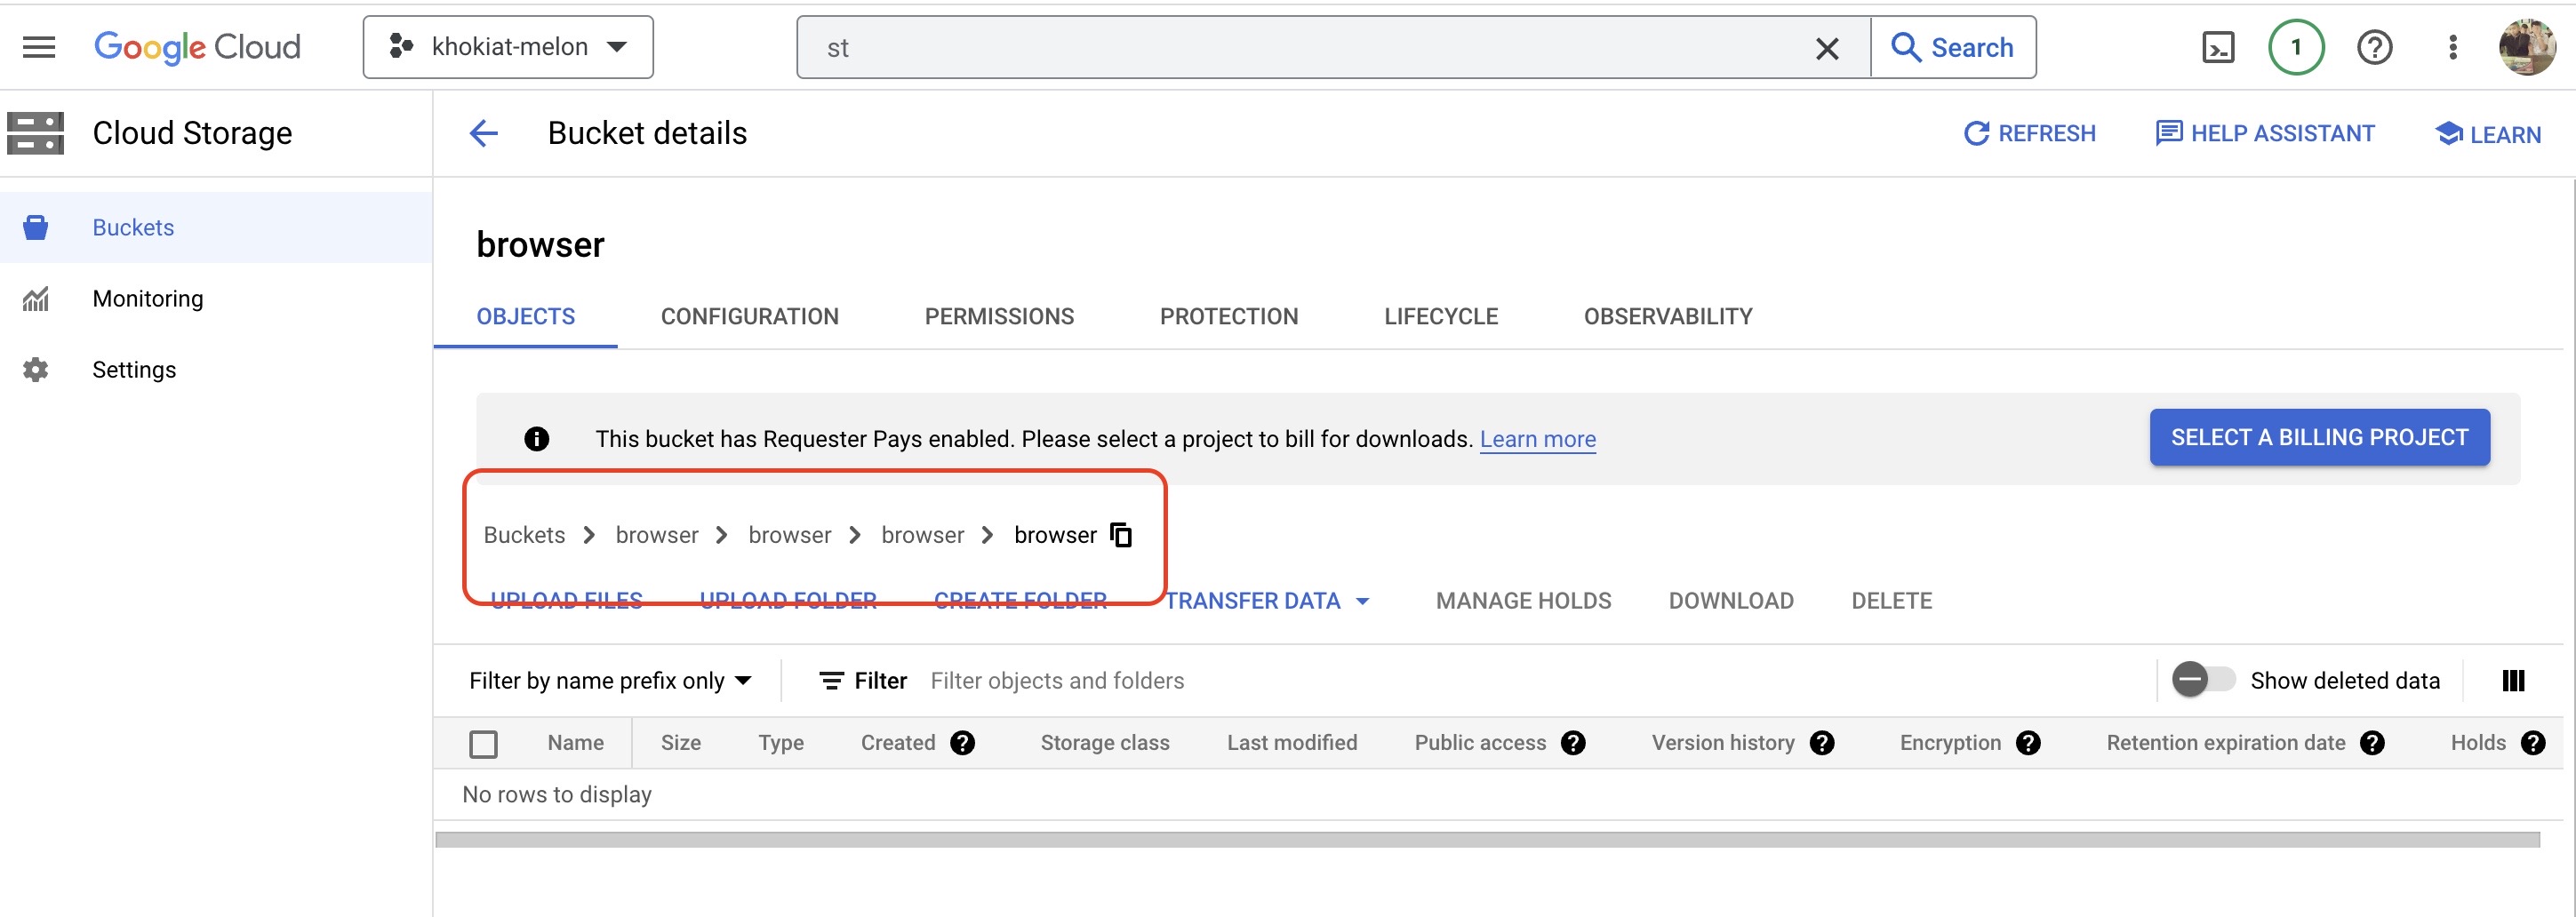 Google Cloud
khokiat-melon
st
Search
1
Cloud Storage
Bucket details
REFRESH
HELP ASSISTANT
LEARN
Buckets
Monitoring
Settings
browser
OBJECTS
CONFIGURATION
PERMISSIONS
PROTECTION
LIFECYCLE
OBSERVABILITY
This bucket has Requester Pays enabled. Please select a project to bill for downloads. Learn more
SELECT A BILLING PROJECT
Buckets > browser > browser > browser > browser
UPLOAD FILES
UPLOAD FOLDER
CREATE FOLDER
TRANSFER DATA
MANAGE HOLDS
DOWNLOAD
DELETE
Filter by name prefix only
Filter
Filter objects and folders
Show deleted data
Name
Size
Type
Created
Storage class
Last modified
Public access
Version history
Encryption
Retention expiration date
Holds
No rows to display